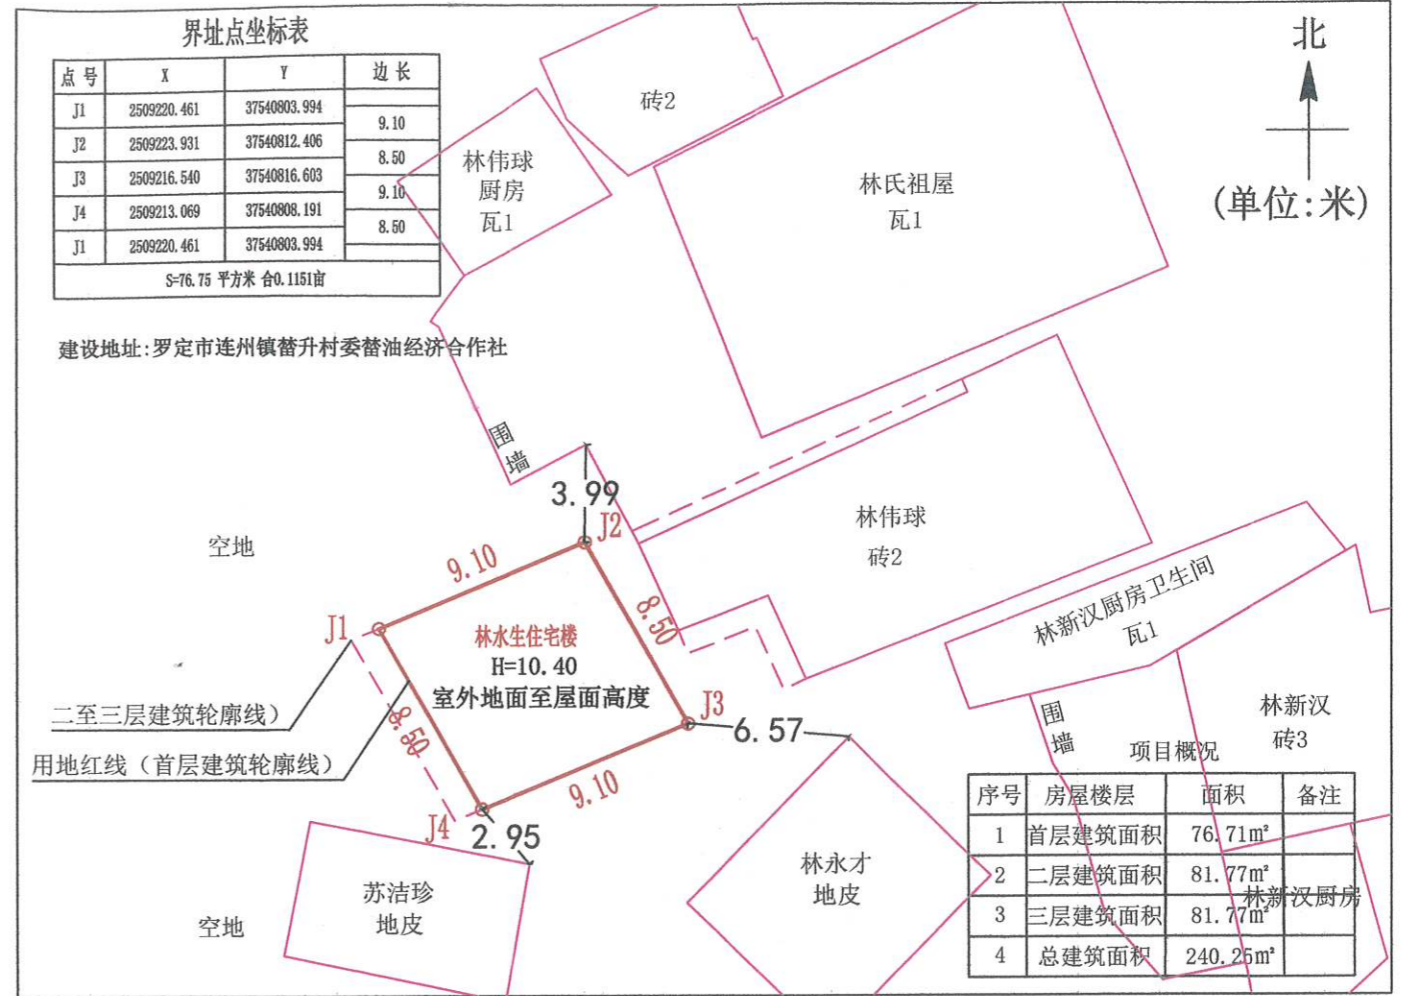 界址点坐标表
点号 X Y 边长
J1 2509220.461 37540803.994
9.10
J2 2509223.931 37540812.406
8.50
J3 2509216.540 37540816.603
9.10
J4 2509213.069 37540808.191
8.50
J1 2509220.461 37540803.994
S=76.75 平方米 合0.1151亩
建设地址:罗定市连州镇替升村委替油经济合作社
北
(单位:米)
砖2
林伟球
厨房
瓦1
林氏祖屋
瓦1
围墙
3.99
J2
林伟球
砖2
空地
9.10
J1
8.50
林水生住宅楼
H=10.40
室外地面至屋面高度
林新汉厨房卫生间
瓦1
二至三层建筑轮廓线)
用地红线(首层建筑轮廓线)
8.50
J3
6.57
9.10
J4
2.95
围墙
林新汉
砖3
苏洁珍
地皮
空地
林永才
地皮
项目概况
序号 房屋楼层 面积 备注
1 首层建筑面积 76.71m²
2 二层建筑面积 81.77m²
林新汉厨房
3 三层建筑面积 81.77m²
4 总建筑面积 240.25m²